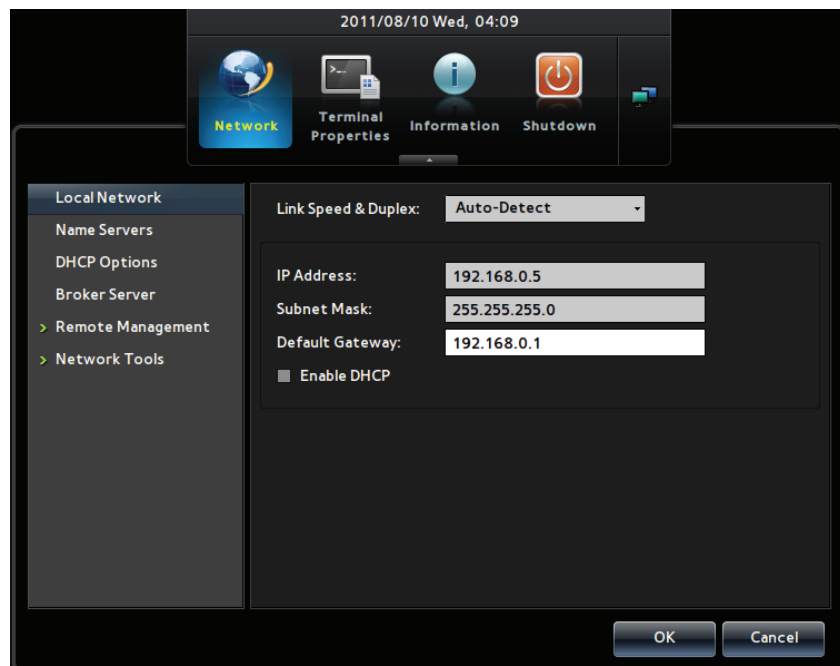 2011/08/10 Wed, 04:09
Network
Terminal Properties
Information
Shutdown
Local Network
Name Servers
DHCP Options
Broker Server
> Remote Management
> Network Tools
Link Speed & Duplex: Auto-Detect
IP Address: 192.168.0.5
Subnet Mask: 255.255.255.0
Default Gateway: 192.168.0.1
Enable DHCP
OK
Cancel